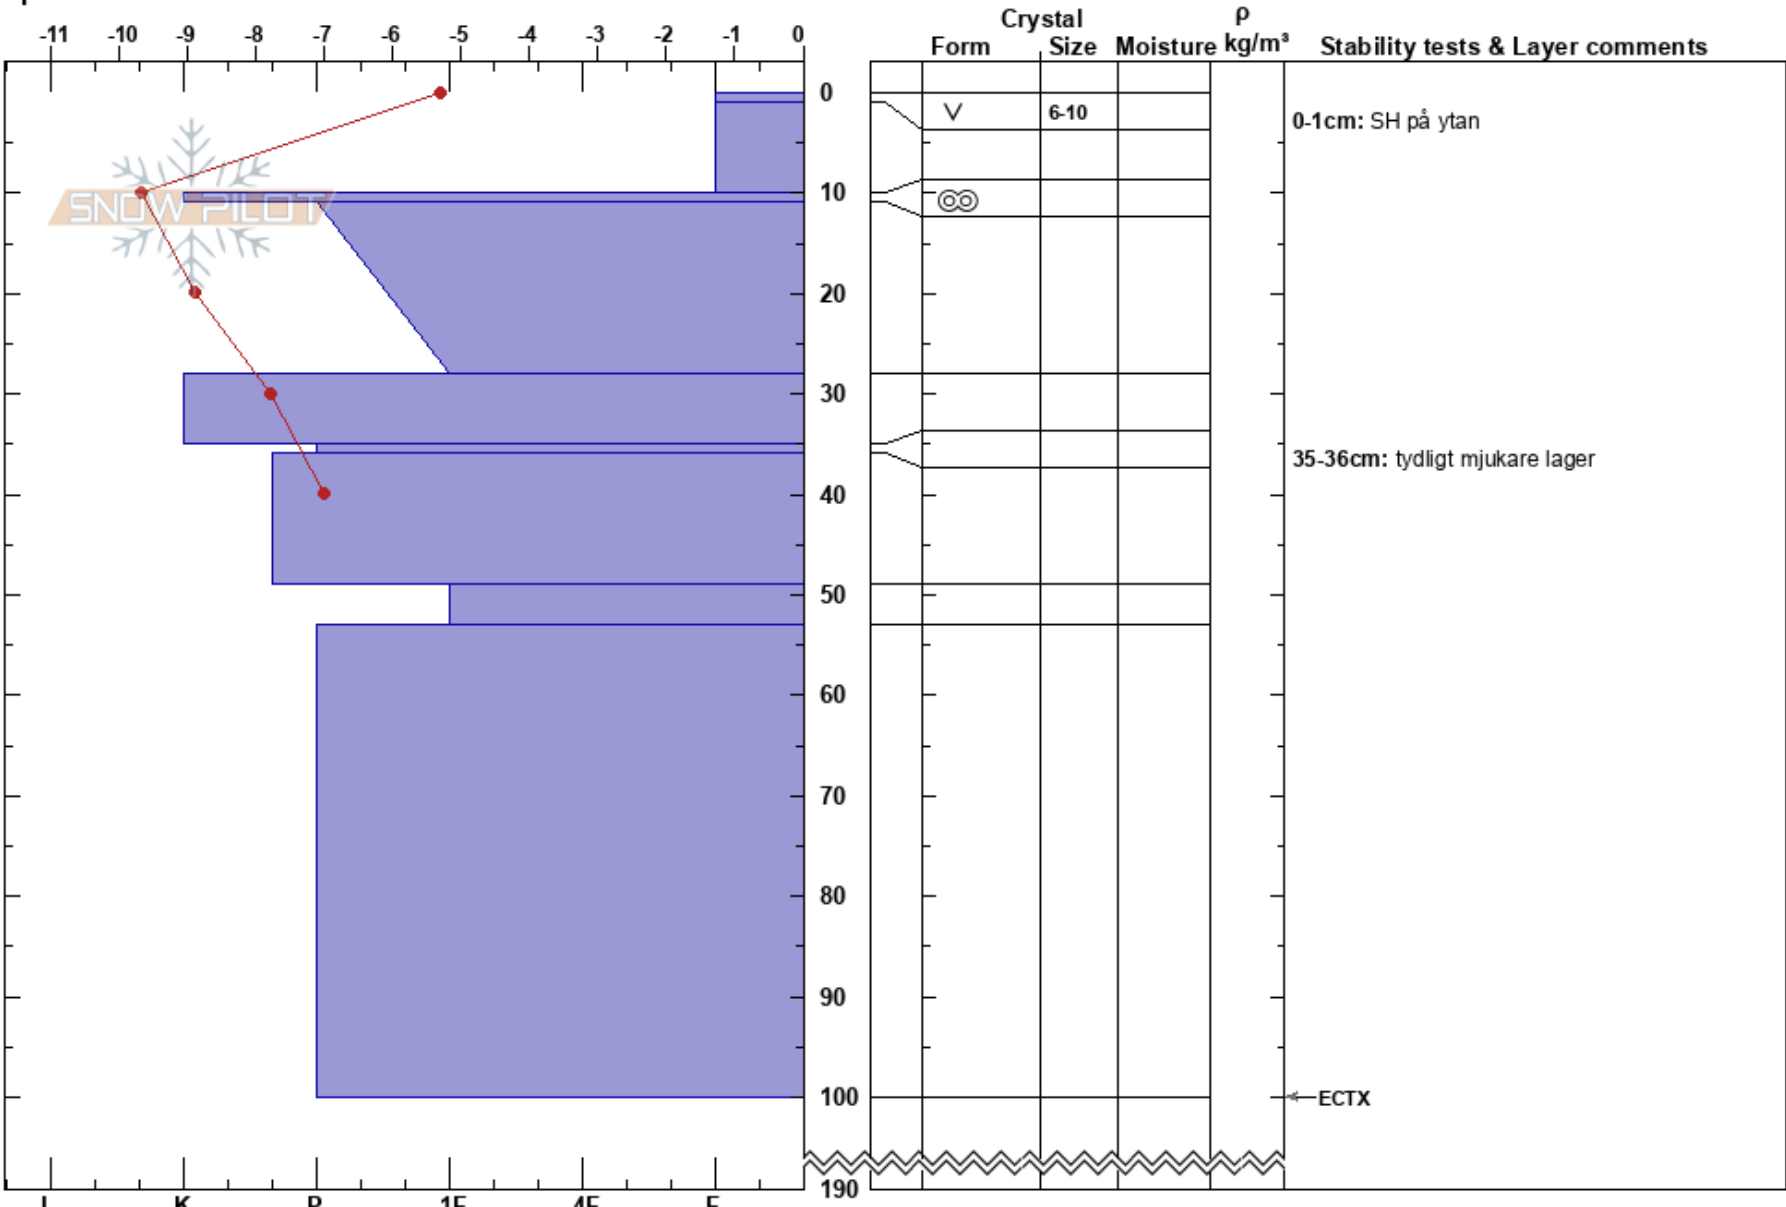 Crystal ρ
-11 -10 -9 -8 -7 -6 -5 -4 -3 -2 -1 0
Form Size Moisture kg/m³ Stability tests & Layer comments
0
6-10
0-1cm: SH på ytan
10
SNOW PILOT
20
30
35-36cm: tydligt mjukare lager
40
50
60
70
80
90
100
ECTX
190
K P 1F 4F F